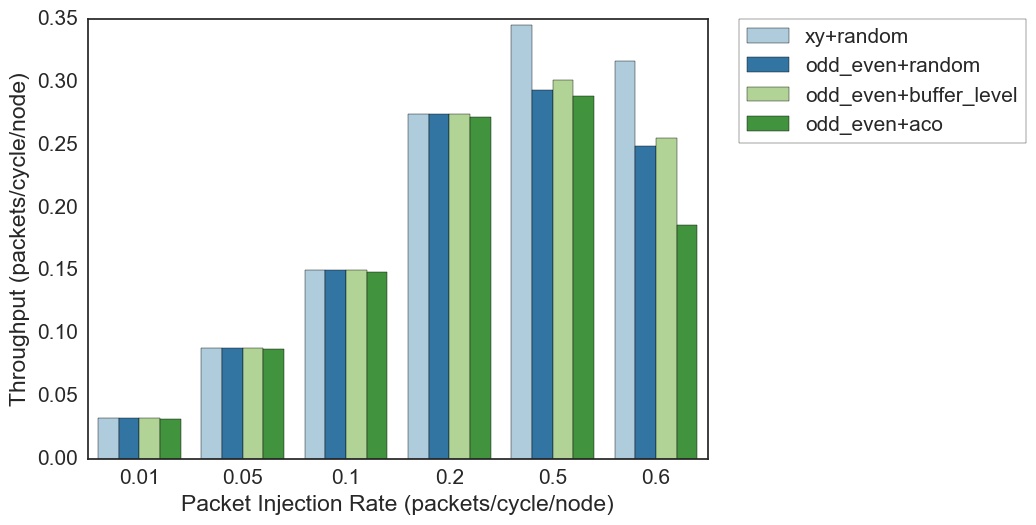 Throughput (packets/cycle/node)
0.35
0.30
0.25
0.20
0.15
0.10
0.05
0.00
0.01 0.05 0.1 0.2 0.5 0.6
Packet Injection Rate (packets/cycle/node)
xy+random
odd_even+random
odd_even+buffer_level
odd_even+aco